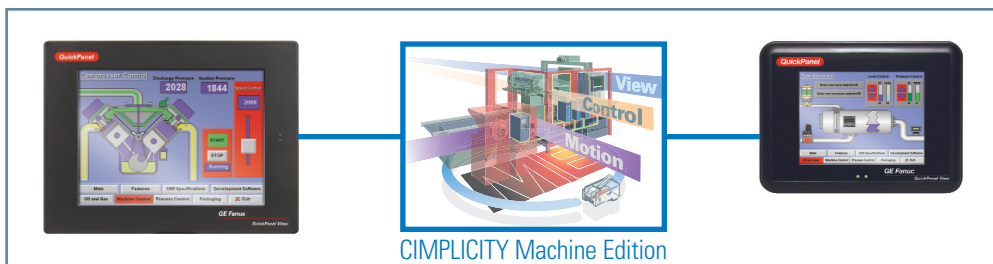 QuickPanel
Compressor Control
Discharge Pressure
Suction Pressure
2028
1844
Speed Control
2000
START
STOP
Running
Main
Features
H/W Specifications
Development Software
Oil and Gas
Machine Control
Process Control
Packaging
X Exit
GE Fanuc
QuickPanel View
View
Control
Motion
CIMPLICITY Machine Edition
QuickPanel
Level Control
Pressure Control
Main
Features
H/W Specifications
Development Software
Oil and Gas
Machine Control
Process Control
Packaging
X Exit
GE Fanuc
QuickPanel View